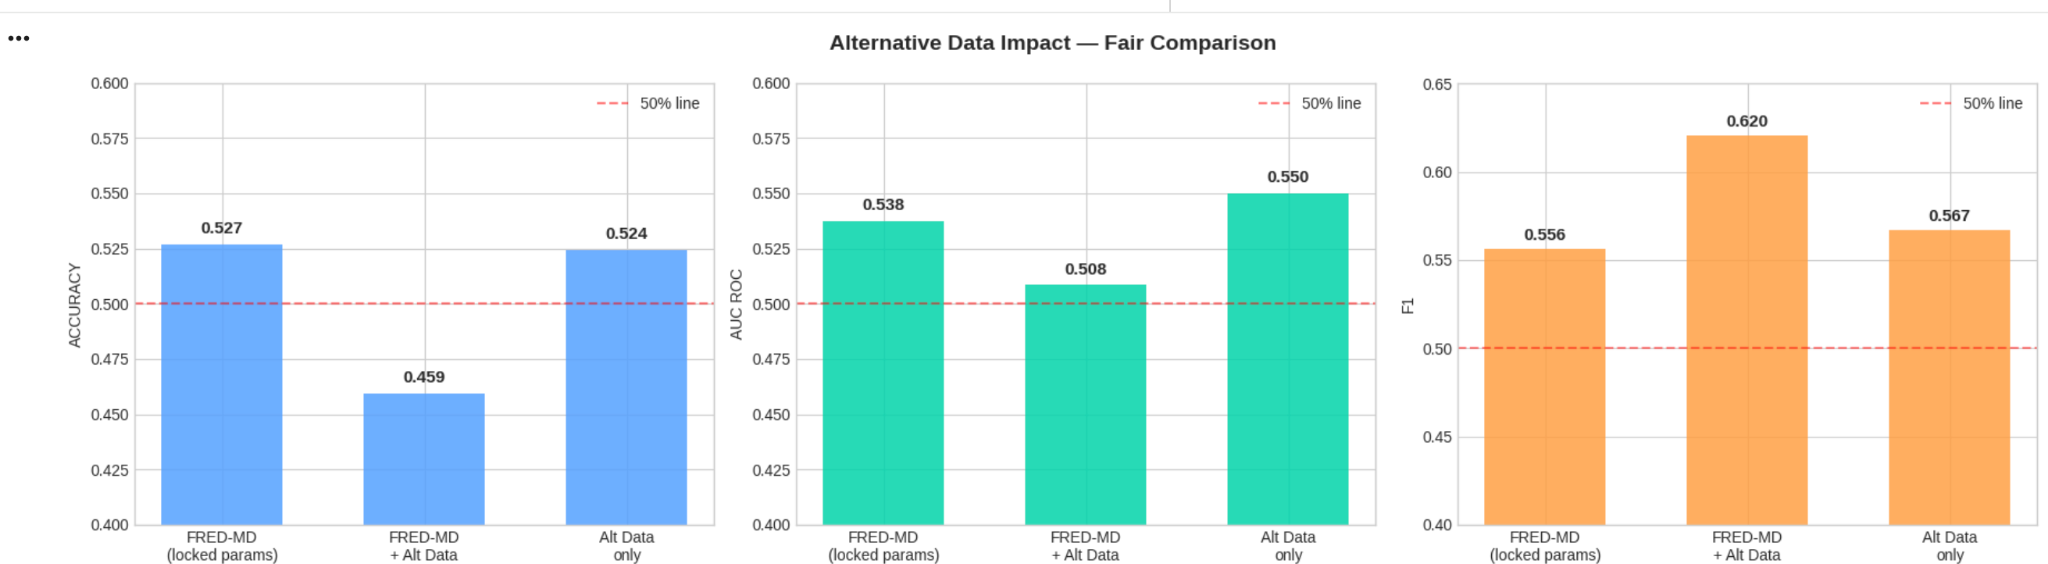 •••
Alternative Data Impact — Fair Comparison
0.600
0.575
0.550
0.525
0.500
0.475
0.450
0.425
0.400
ACCURACY
50% line
0.527
0.459
0.524
FRED-MD
(locked params)
FRED-MD
+ Alt Data
Alt Data
only
0.600
0.575
0.550
0.525
0.500
0.475
0.450
0.425
0.400
AUC ROC
50% line
0.538
0.508
0.550
FRED-MD
(locked params)
FRED-MD
+ Alt Data
Alt Data
only
0.65
0.60
0.55
0.50
0.45
0.40
F1
50% line
0.556
0.620
0.567
FRED-MD
(locked params)
FRED-MD
+ Alt Data
Alt Data
only